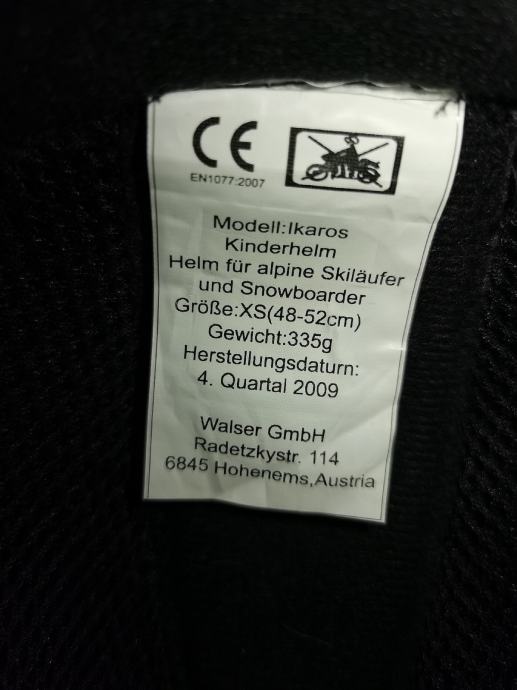 CE
EN1077:2007
Modell:Ikaros
Kinderhelm
Helm für alpine Skiläufer
und Snowboarder
Größe:XS(48-52cm)
Gewicht:335g
Herstellungsdaturn:
4. Quartal 2009
Walser GmbH
Radetzkystr. 114
6845 Hohenems,Austria